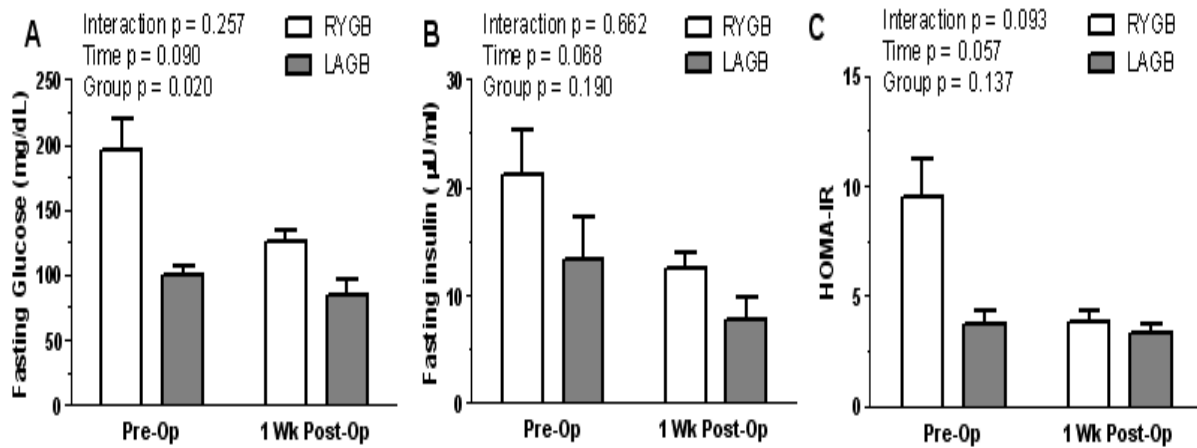 A
Interaction p = 0.257
Time p = 0.090
Group p = 0.020
RYGB
LAGB
Fasting Glucose (mg/dL)
250
200
150
100
75
50
0
Pre-Op
1 Wk Post-Op
B
Interaction p = 0.662
Time p = 0.068
Group p = 0.190
RYGB
LAGB
Fasting insulin ( µU/ml)
30
20
10
0
Pre-Op
1 Wk Post-Op
C
Interaction p = 0.093
Time p = 0.057
Group p = 0.137
RYGB
LAGB
HOMA-IR
15
10
5
0
Pre-Op
1 Wk Post-Op